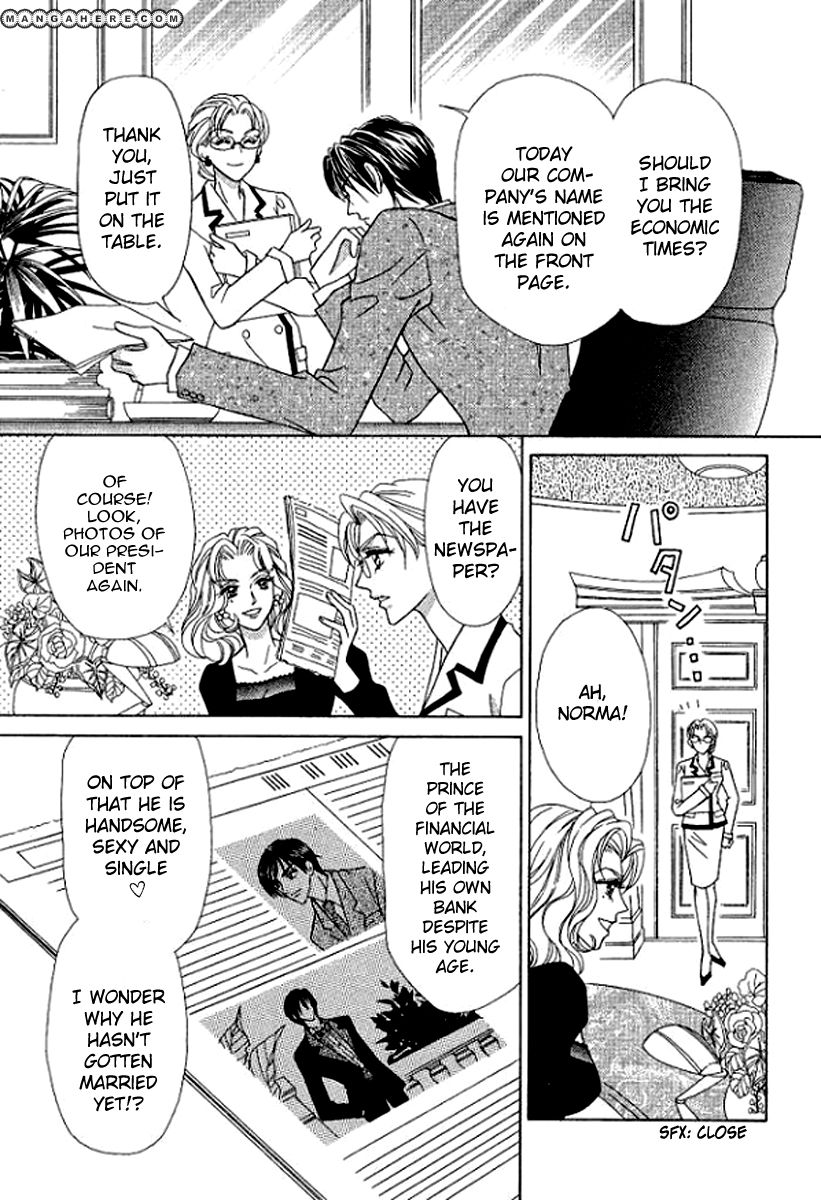 MANGAHERE.COM
SHOULD
I BRING
YOU THE
ECONOMIC
TIMES?
TODAY
OUR COM-
PANY'S NAME
IS MENTIONED
AGAIN ON
THE FRONT
PAGE.
THANK
YOU,
JUST
PUT IT
ON THE
TABLE.
パタン...
AH,
NORMA!
SFX: CLOSE
YOU
HAVE
THE
NEWSPA-
PER?
OF
COURSE!
LOOK,
PHOTOS OF
OUR PRESI-
DENT
AGAIN.
THE
PRINCE
OF THE
FINANCIAL
WORLD,
LEADING
HIS OWN
BANK
DESPITE
HIS YOUNG
AGE.
ON TOP OF
THAT HE IS
HANDSOME,
SEXY AND
SINGLE
♡
I WONDER
WHY HE
HASN'T
GOTTEN
MARRIED
YET!?